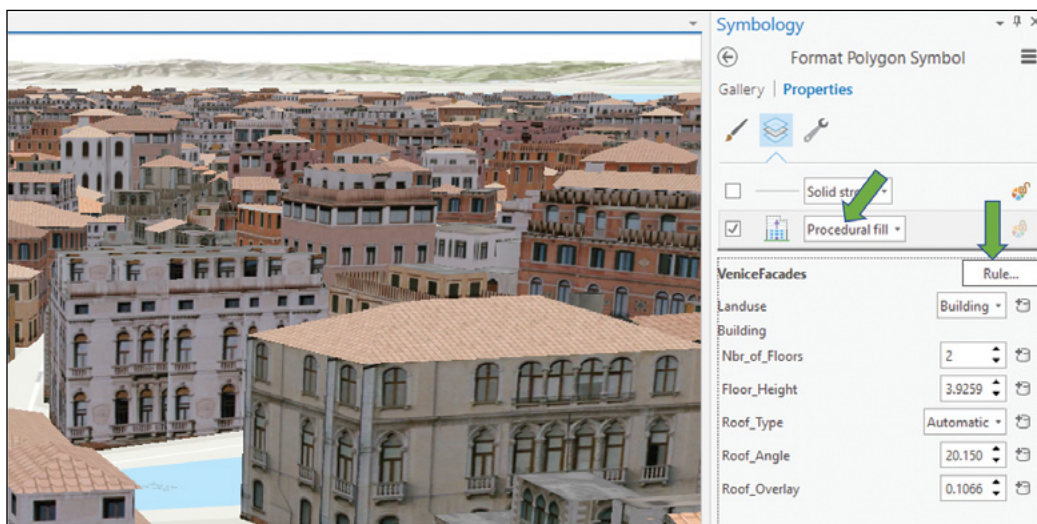 Symbology
Format Polygon Symbol
Gallery | Properties
Solid str
Procedural fill
VeniceFacades Rule...
Landuse Building
Building
Nbr_of_Floors 2
Floor_Height 3.9259
Roof_Type Automatic
Roof_Angle 20.150
Roof_Overlay 0.1066